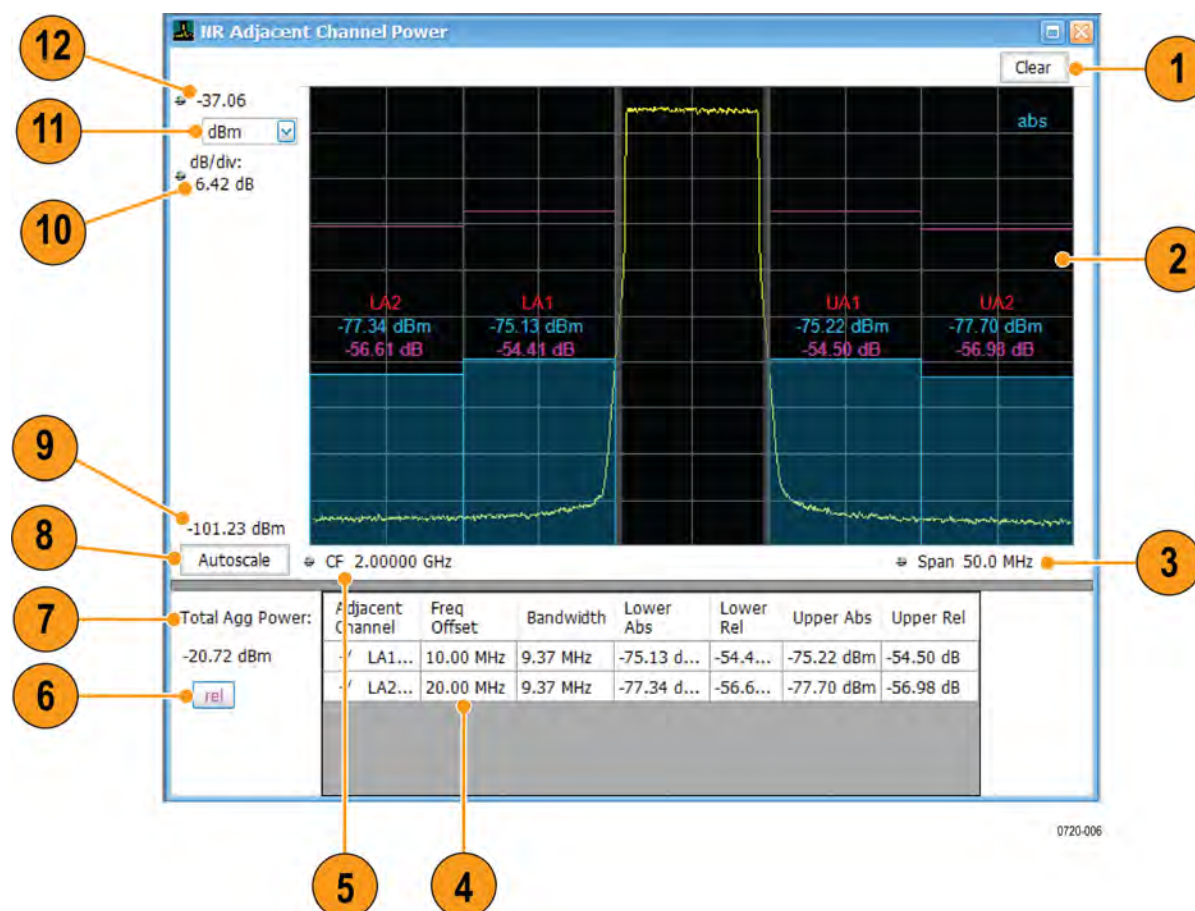 NR Adjacent Channel Power
12
1
Clear
-37.06
11
dBm
abs
dB/div:
6.42 dB
10
2
LA2
-77.34 dBm
-56.61 dB
LA1
-75.13 dBm
-54.41 dB
UA1
-75.22 dBm
-54.50 dB
UA2
-77.70 dBm
-56.98 dB
9
-101.23 dBm
8
Autoscale
CF 2.00000 GHz
Span 50.0 MHz
3
7
Total Agg Power:
-20.72 dBm
6
rel
Adjacent Channel Freq Offset Bandwidth Lower Abs Lower Rel Upper Abs Upper Rel
-/ LA1... 10.00 MHz 9.37 MHz -75.13 d... -54.4... -75.22 dBm -54.50 dB
-/ LA2... 20.00 MHz 9.37 MHz -77.34 d... -56.6... -77.70 dBm -56.98 dB
0720-006
5
4